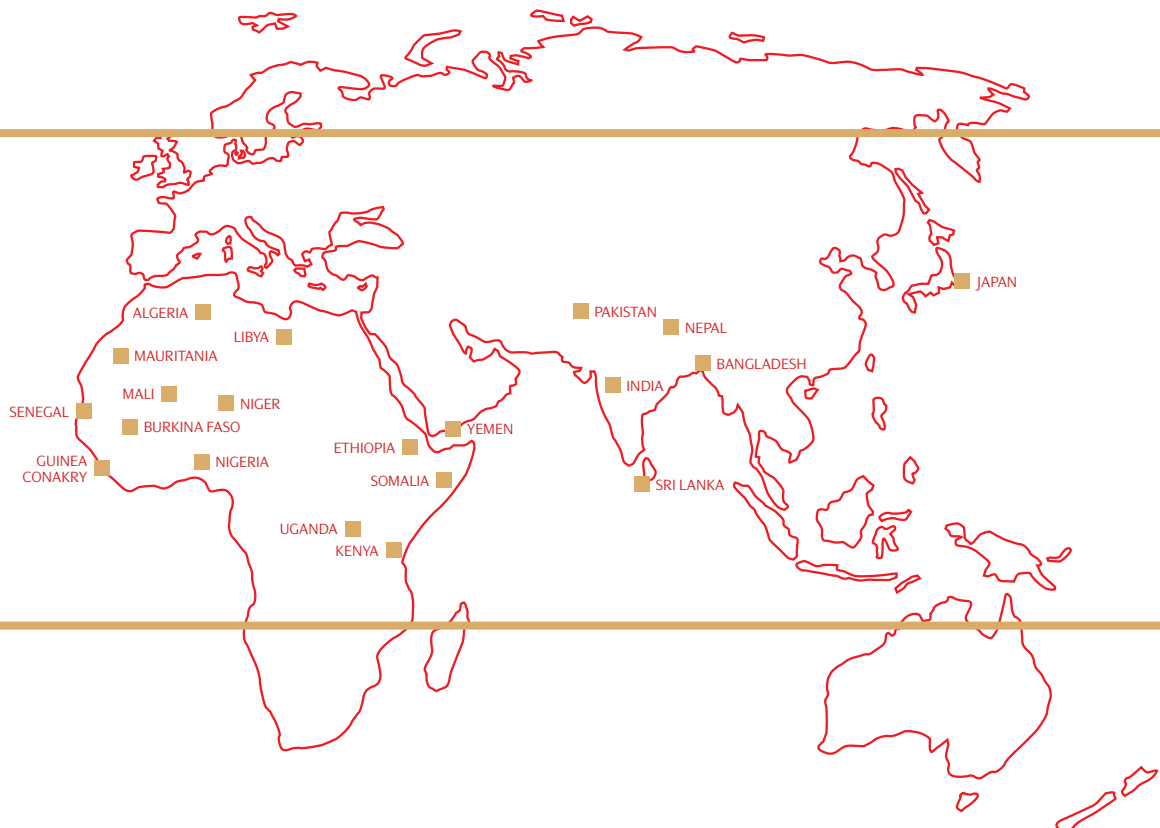 JAPAN
ALGERIA
PAKISTAN
NEPAL
LIBYA
MAURITANIA
BANGLADESH
INDIA
MALI
NIGER
SENEGAL
BURKINA FASO
YEMEN
ETHIOPIA
GUINEA
CONAKRY
NIGERIA
SOMALIA
SRI LANKA
UGANDA
KENYA